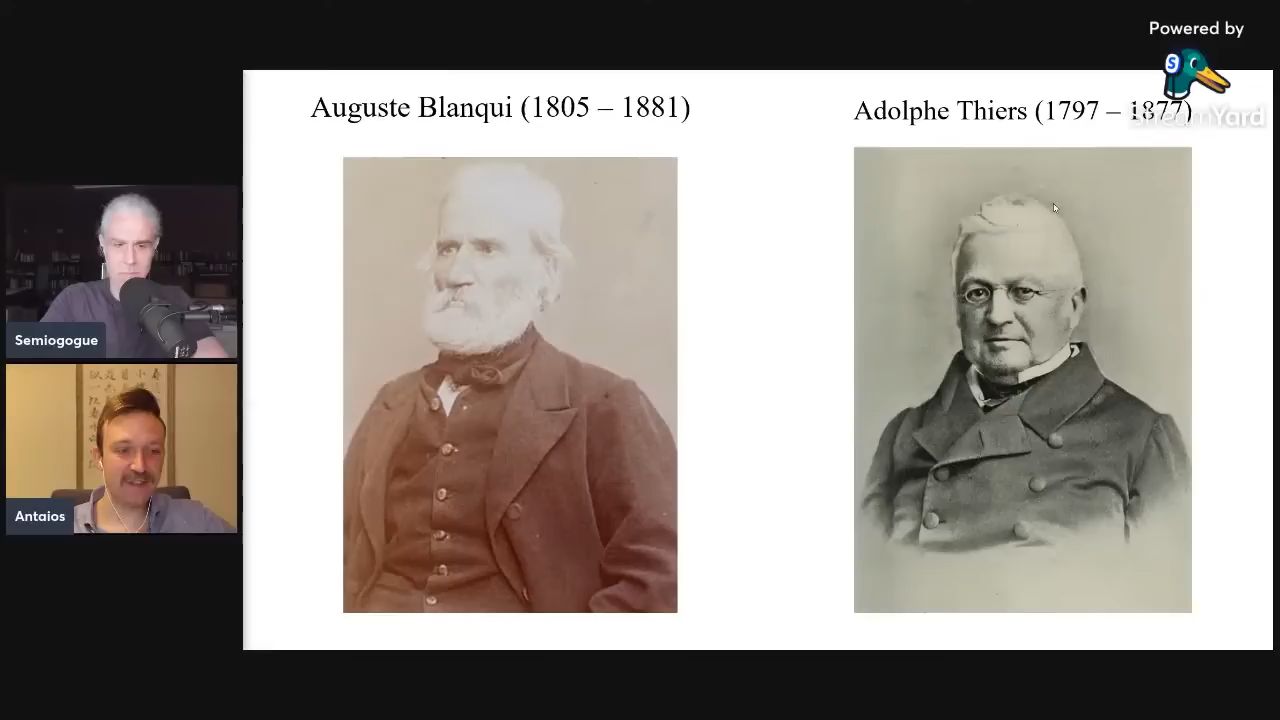 Powered by
S
StreamYard
Auguste Blanqui (1805 – 1881)
Adolphe Thiers (1797 – 1877)
Semiogogue
Antaios